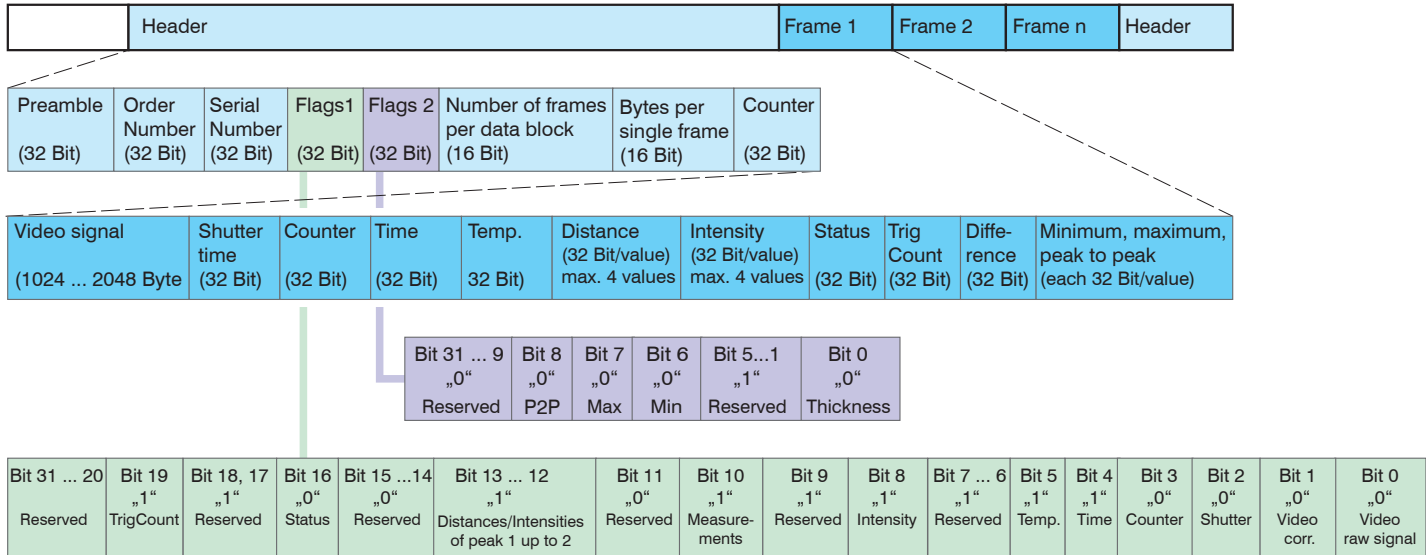 Header
Frame 1
Frame 2
Frame n
Header
Preamble
(32 Bit)
Order
Number
(32 Bit)
Serial
Number
(32 Bit)
Flags1
(32 Bit)
Flags 2
(32 Bit)
Number of frames
per data block
(16 Bit)
Bytes per
single frame
(16 Bit)
Counter
(32 Bit)
Video signal
(1024 ... 2048 Byte
Shutter
time
(32 Bit)
Counter
(32 Bit)
Time
(32 Bit)
Temp.
32 Bit)
Distance
(32 Bit/value)
max. 4 values
Intensity
(32 Bit/value)
max. 4 values
Status
(32 Bit)
Trig
Count
(32 Bit)
Diffe-
rence
(32 Bit)
Minimum, maximum,
peak to peak
(each 32 Bit/value)
Bit 31 ... 9
„0“
Reserved
Bit 8
„0“
P2P
Bit 7
„0“
Max
Bit 6
„0“
Min
Bit 5...1
„1“
Reserved
Bit 0
„0“
Thickness
Bit 31 ... 20
Reserved
Bit 19
„1“
TrigCount
Bit 18, 17
„1“
Reserved
Bit 16
„0“
Status
Bit 15 ...14
„0“
Reserved
Bit 13 ... 12
„1“
Distances/Intensities
of peak 1 up to 2
Bit 11
„0“
Reserved
Bit 10
„1“
Measure-
ments
Bit 9
„1“
Reserved
Bit 8
„1“
Intensity
Bit 7 ... 6
„1“
Reserved
Bit 5
„1“
Temp.
Bit 4
„1“
Time
Bit 3
„0“
Counter
Bit 2
„0“
Shutter
Bit 1
„0“
Video
corr.
Bit 0
„0“
Video
raw signal